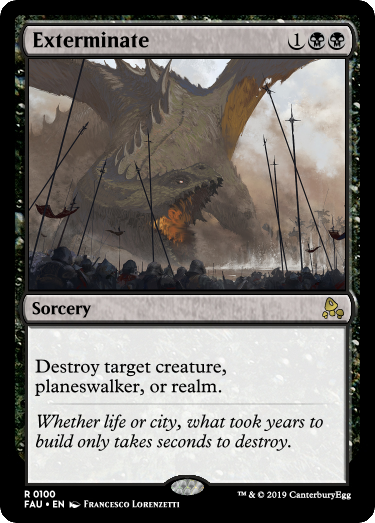 Exterminate 1
Sorcery
Destroy target creature,
planeswalker, or realm.
Whether life or city, what took years to
build only takes seconds to destroy.
R 0100
FAU • EN Francesco Lorenzetti
™ & © 2019 CanterburyEgg